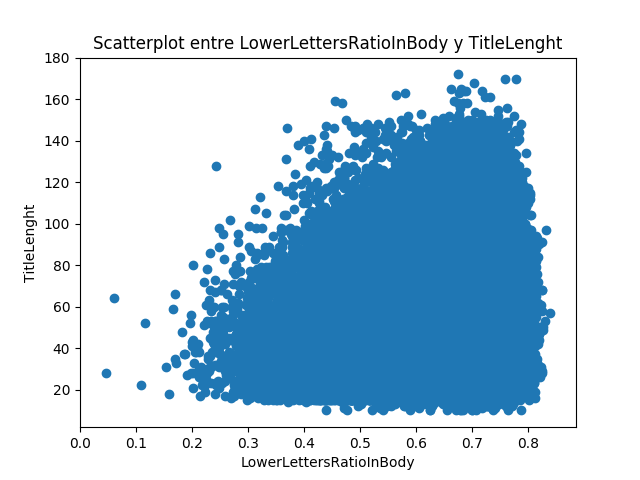 Scatterplot entre LowerLettersRatioInBody y TitleLenght
180
160
140
120
100
80
60
40
20
TitleLenght
0.0 0.1 0.2 0.3 0.4 0.5 0.6 0.7 0.8
LowerLettersRatioInBody